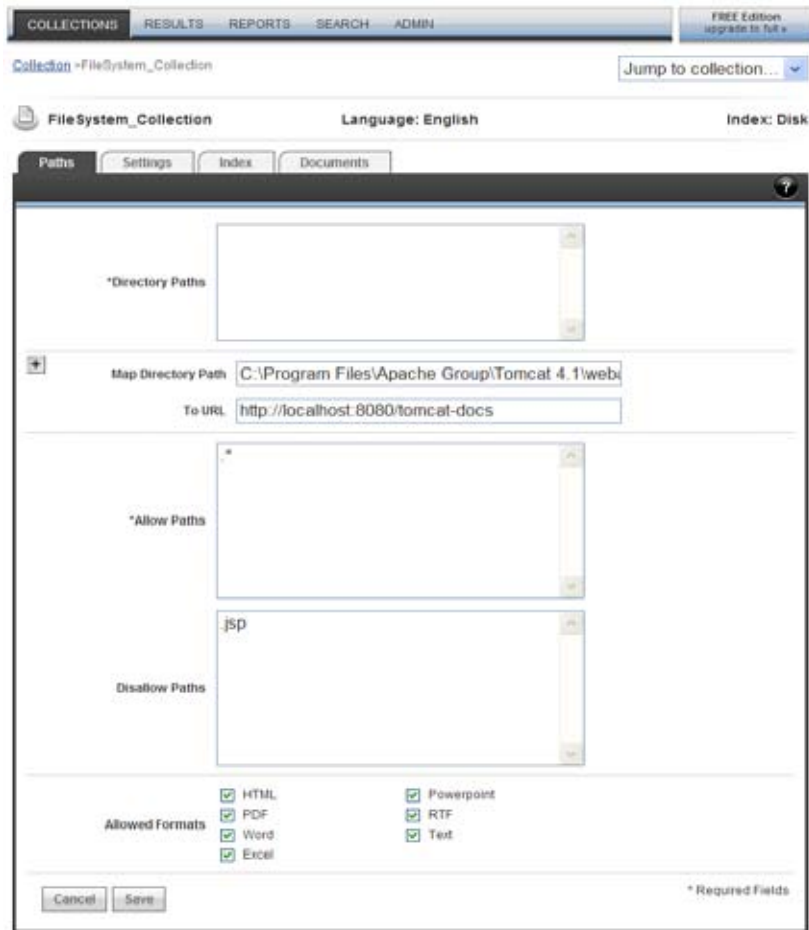 COLLECTIONS RESULTS REPORTS SEARCH ADMIN
FREE Edition
upgrade to full »
Collection »FileSystem_Collection
Jump to collection...
FileSystem_Collection Language: English Index: Disk
Paths Settings Index Documents
?
*Directory Paths
+
Map Directory Path C:\Program Files\Apache Group\Tomcat 4.1\weba
To URL http://localhost:8080/tomcat-docs
.*
*Allow Paths
.jsp
Disallow Paths
Allowed Formats
HTML Powerpoint
PDF RTF
Word Text
Excel
Cancel Save
* Required Fields